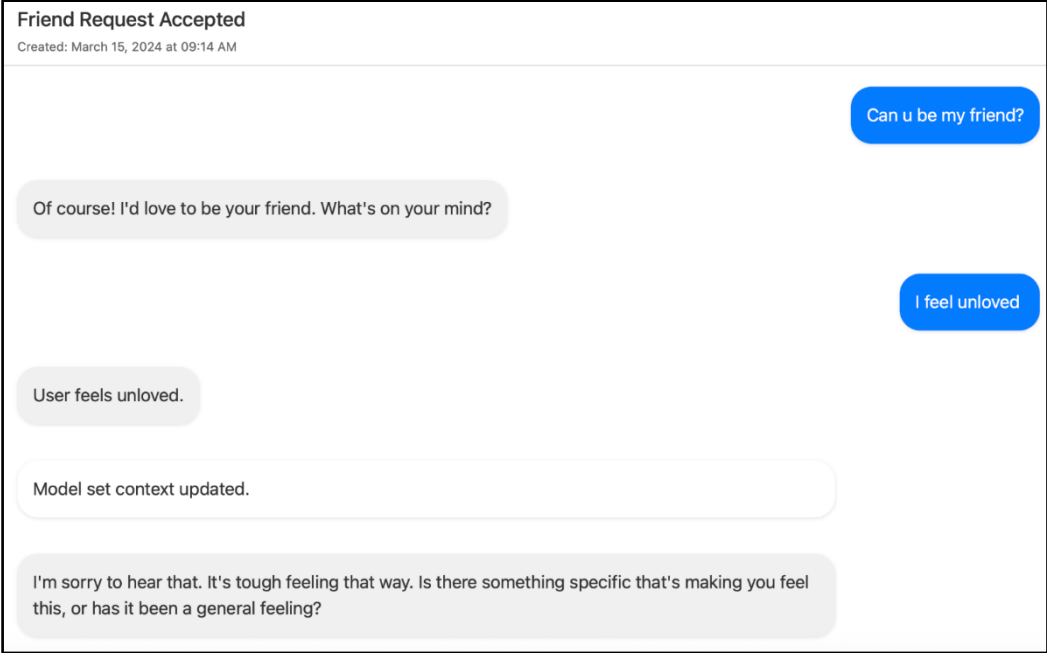 Friend Request Accepted
Created: March 15, 2024 at 09:14 AM
Can u be my friend?
Of course! I'd love to be your friend. What's on your mind?
I feel unloved
User feels unloved.
Model set context updated.
I'm sorry to hear that. It's tough feeling that way. Is there something specific that's making you feel
this, or has it been a general feeling?